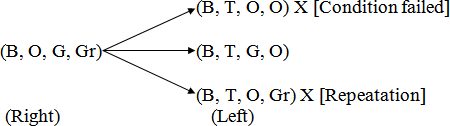 (B, T, O, O) X [Condition failed]
(B, O, G, Gr)
(B, T, G, O)
(B, T, O, Gr) X [Repeatation]
(Right)
(Left)